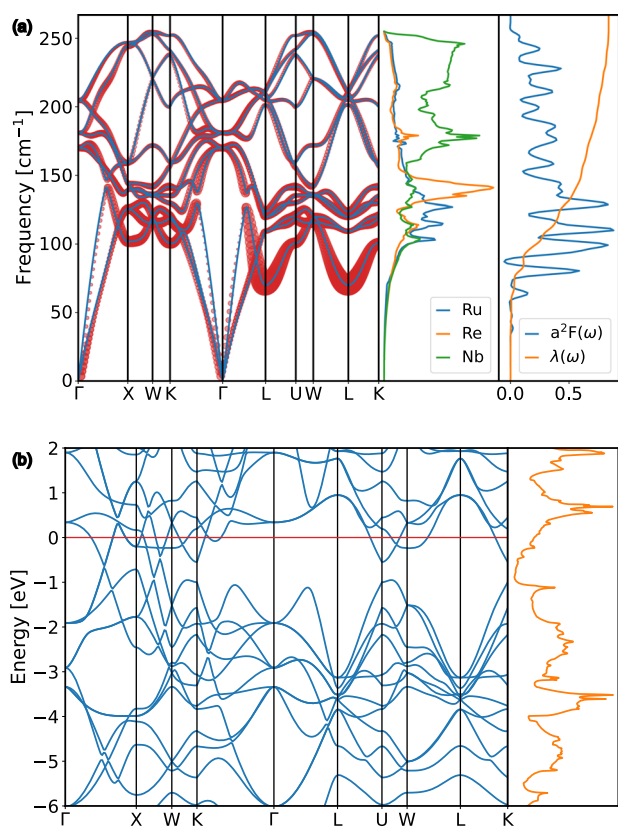 (a)
250
200
150
100
50
0
Frequency [cm⁻¹]
Γ X W K Γ L U W L K
Ru
Re
Nb
a²F(ω)
λ(ω)
0.0 0.5
(b)
2
1
0
−1
−2
−3
−4
−5
−6
Energy [eV]
Γ X W K Γ L U W L K